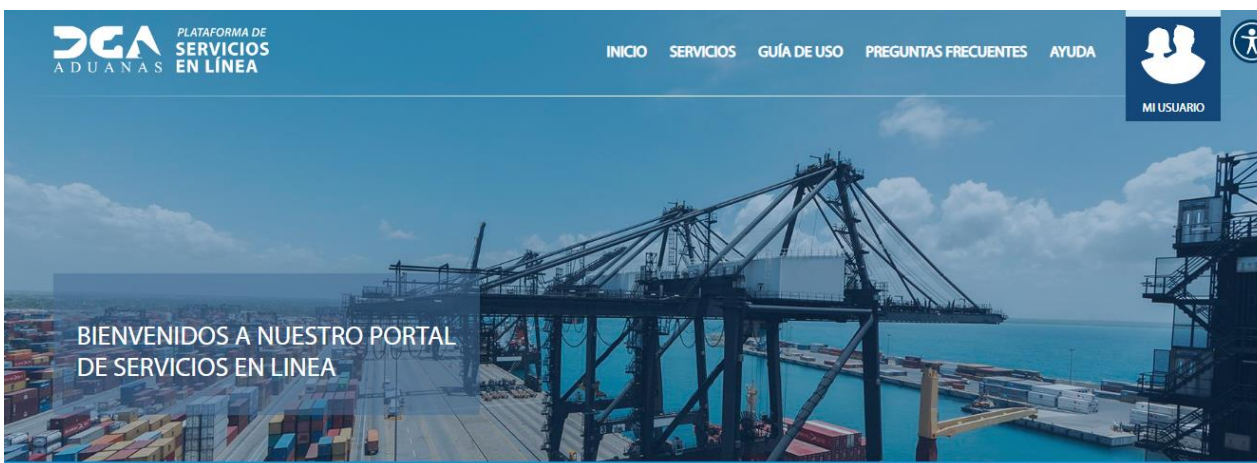 DGA
ADUANAS
PLATAFORMA DE
SERVICIOS
EN LÍNEA
INICIO SERVICIOS GUÍA DE USO PREGUNTAS FRECUENTES AYUDA
MI USUARIO
BIENVENIDOS A NUESTRO PORTAL
DE SERVICIOS EN LINEA